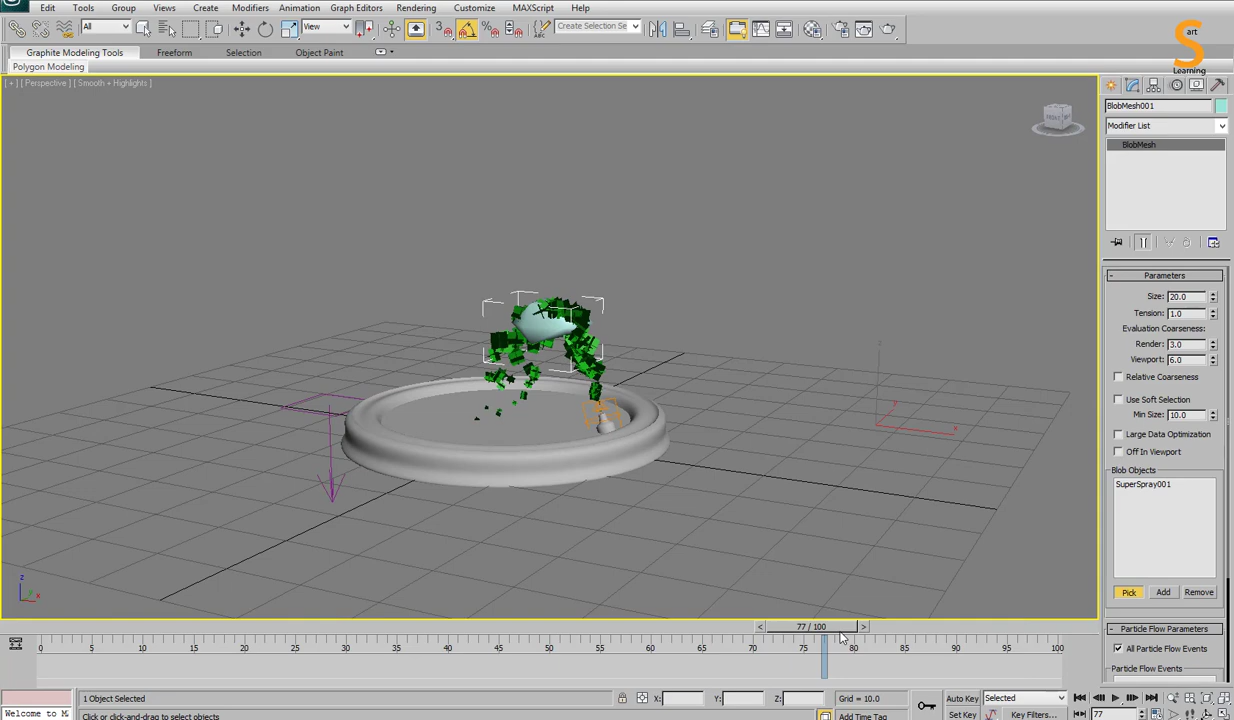 Edit Tools Group Views Create Modifiers Animation Graph Editors Rendering Customize MAXScript Help
All View 3 Create Selection Se
S art Learning
Graphite Modeling Tools Freeform Selection Object Paint
Polygon Modeling
[ + ] [ Perspective ] [ Smooth + Highlights ]
BlobMesh001
Modifier List
BlobMesh
- Parameters
Size: 20.0
Tension: 1.0
Evaluation Coarseness:
Render: 3.0
Viewport: 6.0
Relative Coarseness
Use Soft Selection
Min Size: 10.0
Large Data Optimization
Off In Viewport
Blob Objects
SuperSpray001
Pick Add Remove
- Particle Flow Parameters
All Particle Flow Events
Particle Flow Events
z x y
z x
< 77 / 100 >
0 5 10 15 20 25 30 35 40 45 50 55 60 65 70 75 80 85 90 95 100
1 Object Selected X: Y: Z: Grid = 10.0 Auto Key Selected
Welcome to M Click or click-and-drag to select objects Add Time Tag Set Key Key Filters... 77